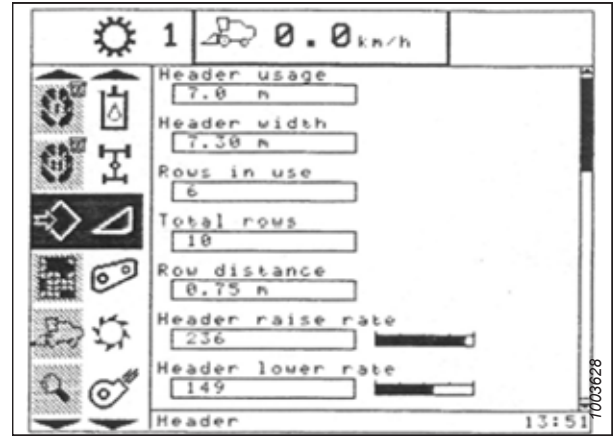 1
0.0 km/h
Header usage
7.0 m
Header width
7.30 m
Rows in use
6
Total rows
10
Row distance
0.75 m
Header raise rate
236
Header lower rate
149
Header
13:51
1003628